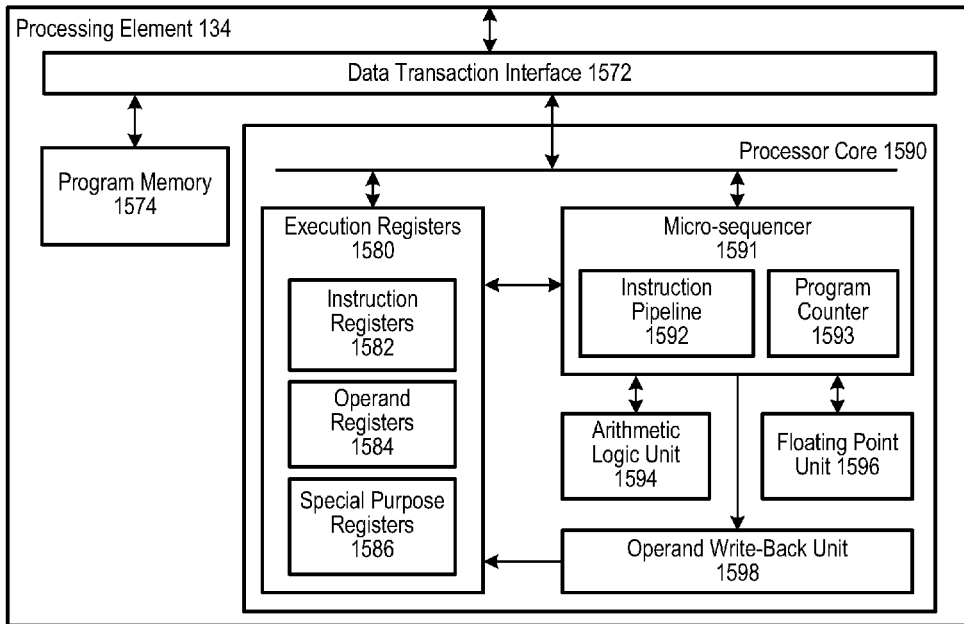 Processing Element 134
Data Transaction Interface 1572
Program Memory
1574
Processor Core 1590
Execution Registers
1580
Instruction
Registers
1582
Operand
Registers
1584
Special Purpose
Registers
1586
Micro-sequencer
1591
Instruction
Pipeline
1592
Program
Counter
1593
Arithmetic
Logic Unit
1594
Floating Point
Unit 1596
Operand Write-Back Unit
1598